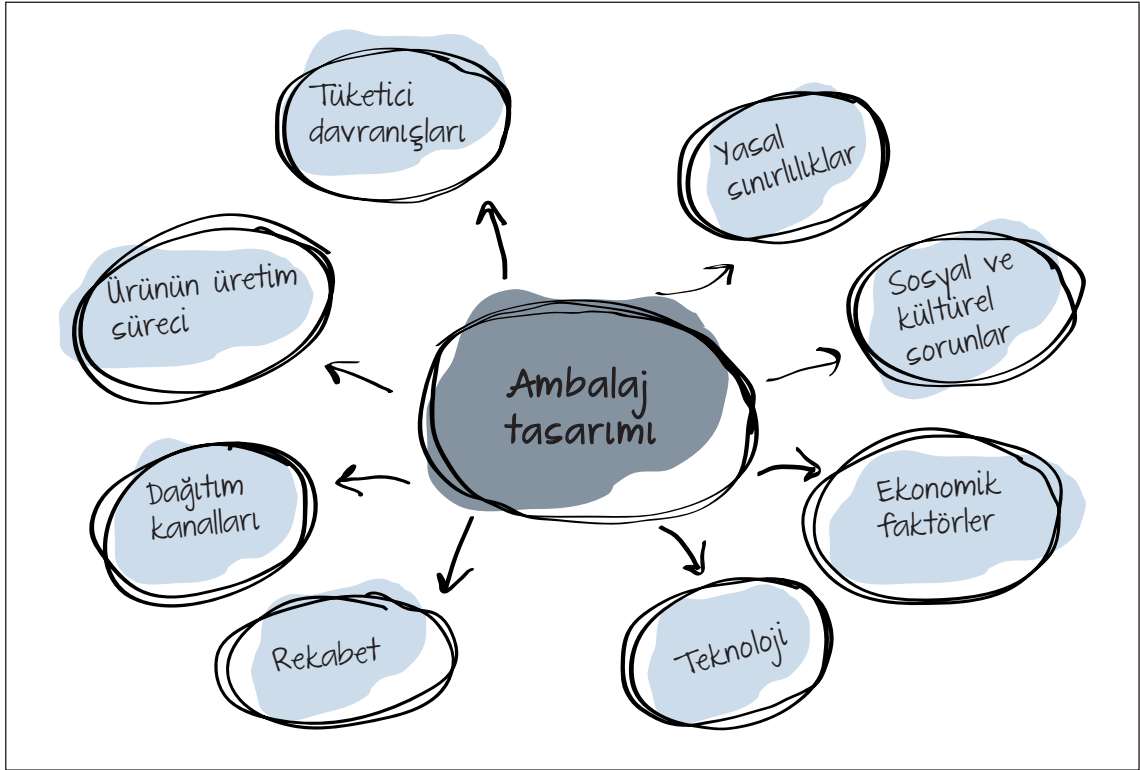 Tüketici
davranışları
Yasal
sınırlılıklar
Ürünün üretim
süreci
Sosyal ve
kültürel
sorunlar
Ambalaj
tasarımı
Dağıtım
kanalları
Ekonomik
faktörler
Rekabet
Teknoloji